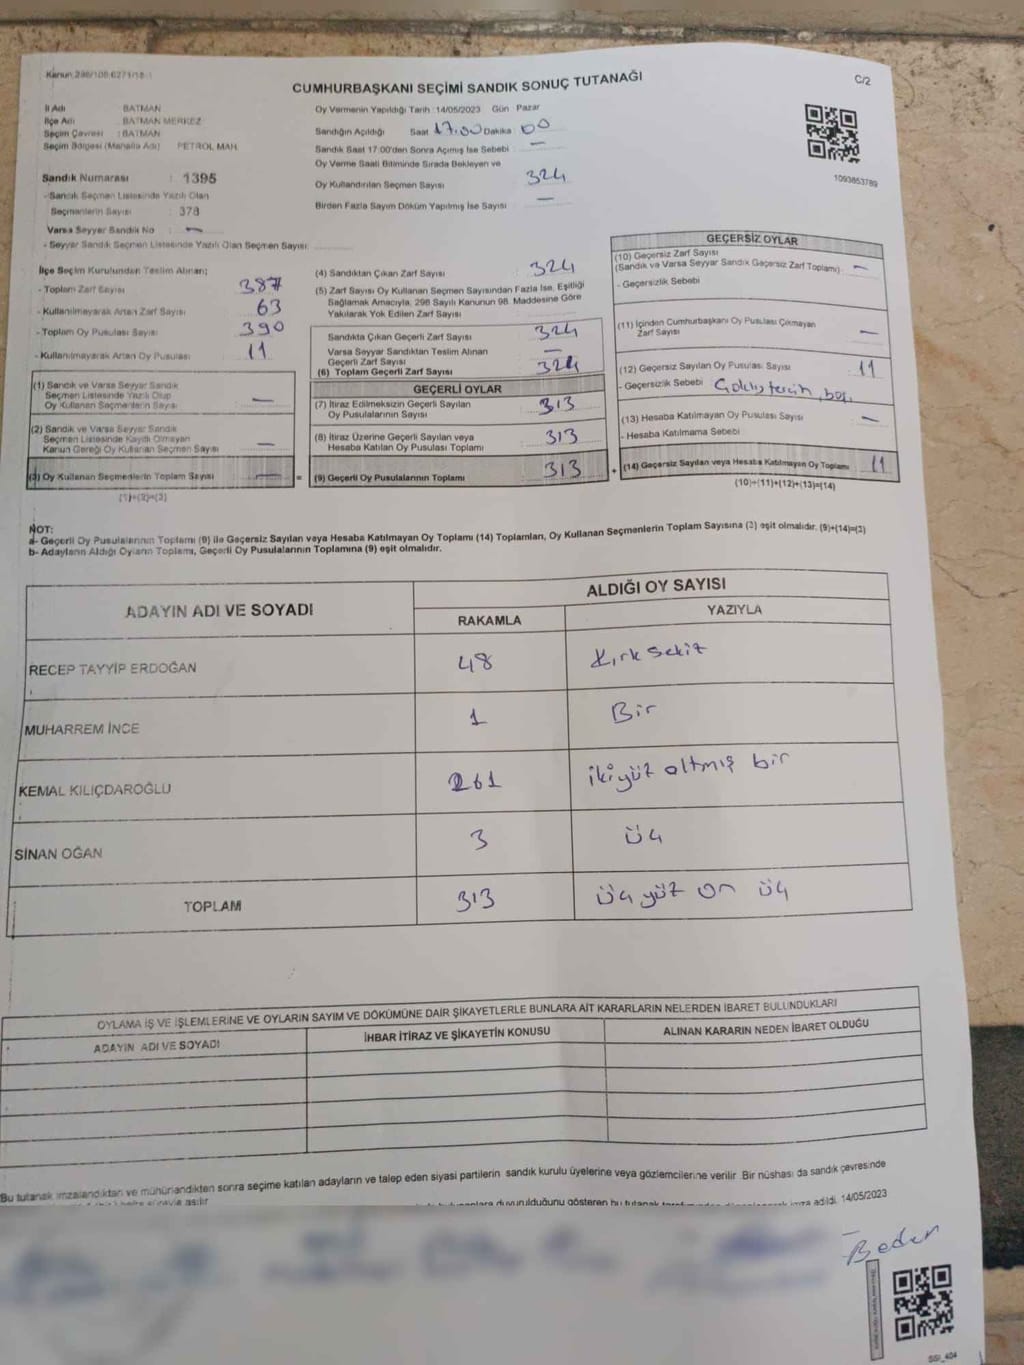 Kanun 298/106 6271/18
C/2
CUMHURBAŞKANI SEÇİMİ SANDIK SONUÇ TUTANAĞI
İl Adı BATMAN
İlçe Adı : BATMAN MERKEZ
Seçim Çevresi : BATMAN
Seçim Bölgesi (Mahalle Adı) PETROL MAH
Sandık Numarası : 1395
- Sandık Seçmen Listesinde Yazılı Olan
Seçmenlerin Sayısı : 378
Varsa Seyyar Sandık No : —
- Seyyar Sandık Seçmen Listesinde Yazılı Olan Seçmen Sayısı:
Oy Vermenin Yapıldığı Tarih :14/05/2023 Gün Pazar
Sandığın Açıldığı Saat 17.00 Dakika : 00
Sandık Saat 17:00'den Sonra Açımış İse Sebebi : —
Oy Verme Saati Bitiminde Sırada Bekleyen ve
Oy Kullandırılan Seçmen Sayısı : 324
Birden Fazla Sayım Döküm Yapılmış İse Sayısı : —
1093853789
İlçe Seçim Kurulundan Teslim Alınan;
- Toplam Zarf Sayısı : 387
- Kullanılmayarak Artan Zarf Sayısı : 63
- Toplam Oy Pusulası Sayısı : 390
- Kullanılmayarak Artan Oy Pusulası : 11
(1) Sandık ve Varsa Seyyar Sandık
Seçmen Listesinde Yazılı Olup
Oy Kullanan Seçmenlerin Sayısı : —
(2) Sandık ve Varsa Seyyar Sandık
Seçmen Listesinde Kayıtlı Olmayan
Kanun Gereği Oy Kullanan Seçmen Sayısı : —
(3) Oy Kullanan Seçmenlerin Toplam Sayısı : —
(1)+(2)=(3)
(4) Sandıktan Çıkan Zarf Sayısı : 324
(5) Zarf Sayısı Oy Kullanan Seçmen Sayısından Fazla İse, Eşitliği
Sağlamak Amacıyla, 298 Sayılı Kanunun 98. Maddesine Göre
Yakılarak Yok Edilen Zarf Sayısı :
Sandıkta Çıkan Geçerli Zarf Sayısı : 324
Varsa Seyyar Sandıktan Teslim Alınan
Geçerli Zarf Sayısı : —
(6) Toplam Geçerli Zarf Sayısı : 324
GEÇERLİ OYLAR
(7) İtiraz Edilmeksizin Geçerli Sayılan
Oy Pusulalarının Sayısı : 313
(8) İtiraz Üzerine Geçerli Sayılan veya
Hesaba Katılan Oy Pusulası Toplamı : 313
(9) Geçerli Oy Pusulalarının Toplamı : 313
GEÇERSİZ OYLAR
(10) Geçersiz Zarf Sayısı
(Sandık ve Varsa Seyyar Sandık Geçersiz Zarf Toplamı) : —
- Geçersizlik Sebebi
(11) İçinden Cumhurbaşkanı Oy Pusulası Çıkmayan
Zarf Sayısı : —
(12) Geçersiz Sayılan Oy Pusulası Sayısı : 11
- Geçersizlik Sebebi : tercih, boş.
(13) Hesaba Katılmayan Oy Pusulası Sayısı : —
- Hesaba Katılmama Sebebi
(14) Geçersiz Sayılan veya Hesaba Katılmayan Oy Toplamı : 11
(10)+(11)+(12)+(13)=(14)
NOT:
a- Geçerli Oy Pusulalarının Toplamı (9) ile Geçersiz Sayılan veya Hesaba Katılmayan Oy Toplamı (14) Toplamları, Oy Kullanan Seçmenlerin Toplam Sayısına (3) eşit olmalıdır. (9)+(14)=(3)
b- Adayların Aldığı Oyların Toplamı, Geçerli Oy Pusulalarının Toplamına (9) eşit olmalıdır.
ADAYIN ADI VE SOYADI
ALDIĞI OY SAYISI
RAKAMLA YAZIYLA
RECEP TAYYİP ERDOĞAN 48 Kırk Sekiz
MUHARREM İNCE 1 Bir
KEMAL KILIÇDAROĞLU 261 ikiyüz altmış bir
SİNAN OĞAN 3 üç
TOPLAM 313 üç yüz on üç
OYLAMA İŞ VE İŞLEMLERİNE VE OYLARIN SAYIM VE DÖKÜMÜNE DAİR ŞİKAYETLERLE BUNLARA AİT KARARLARIN NELERDEN İBARET BULUNDUKLARI
ADAYIN ADI VE SOYADI İHBAR İTİRAZ VE ŞİKAYETİN KONUSU ALINAN KARARIN NEDEN İBARET OLDUĞU
Bu tutanak imzalandıktan ve mühürlendikten sonra seçime katılan adayların ve talep eden siyasi partilerin sandık kurulu üyelerine veya gözlemcilerine verilir. Bir nüshası da sandık çevresinde
duyurulduğunu gösteren bu tutanak imza edildi. 14/05/2023
Beden